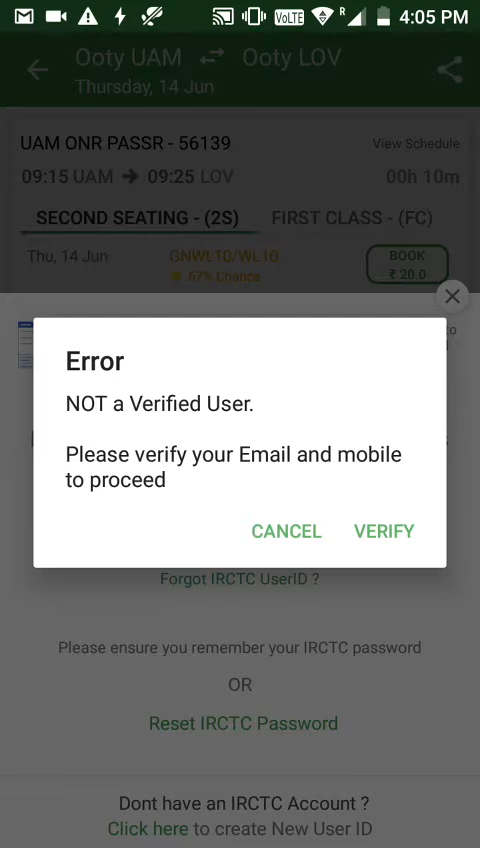 VoLTE R 4:05 PM
Ooty UAM Ooty LOV
Thursday, 14 Jun
UAM ONR PASSR - 56139 View Schedule
09:15 UAM → 09:25 LOV 00h 10m
SECOND SEATING - (2S) FIRST CLASS - (FC)
Thu, 14 Jun GNWL10/WL10 BOOK
57% Chance ₹ 20.0
to
Error
NOT a Verified User.
Please verify your Email and mobile
to proceed
CANCEL VERIFY
Forgot IRCTC UserID ?
Please ensure you remember your IRCTC password
OR
Reset IRCTC Password
Dont have an IRCTC Account ?
Click here to create New User ID